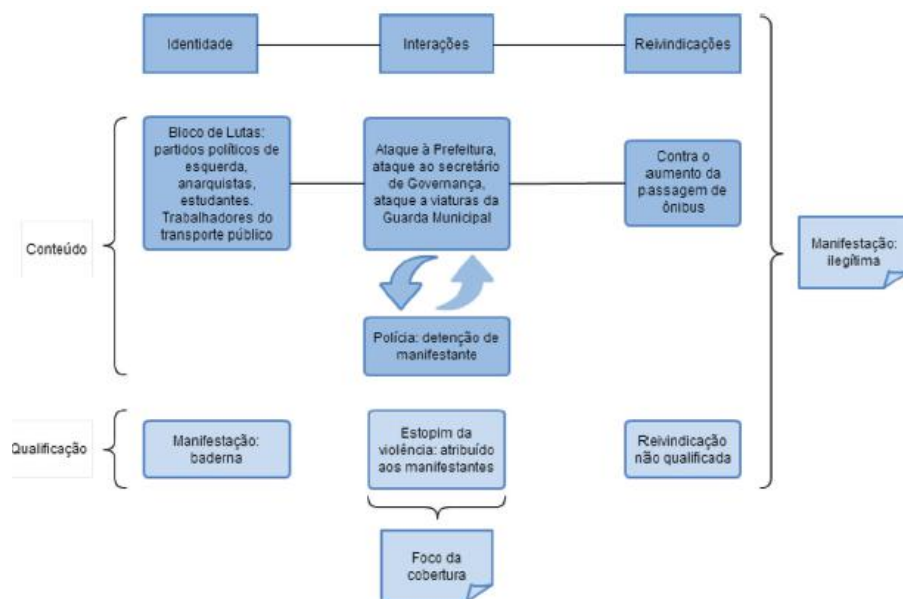 Identidade
Interações
Reivindicações
Conteúdo
Bloco de Lutas:
partidos políticos de
esquerda,
anarquistas,
estudantes.
Trabalhadores do
transporte público
Ataque à Prefeitura,
ataque ao secretário
de Governança,
ataque a viaturas da
Guarda Municipal
Contra o
aumento da
passagem de
ônibus
Manifestação:
ilegítima
Polícia: detenção de
manifestante
Qualificação
Manifestação:
baderna
Estopim da
violência: atribuído
aos manifestantes
Reivindicação
não qualificada
Foco da
cobertura